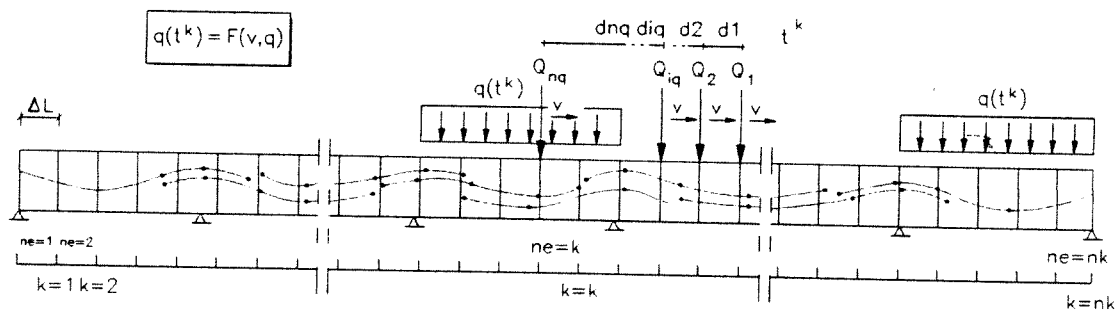 q(t^k) = F(v,q)
dnq diq d2 d1 t^k
Q_nq Q_iq Q_2 Q_1
ΔL q(t^k) v v v v q(t^k)
ne=1 ne=2 ne=k ne=nk
k=1 k=2 k=k k=nk